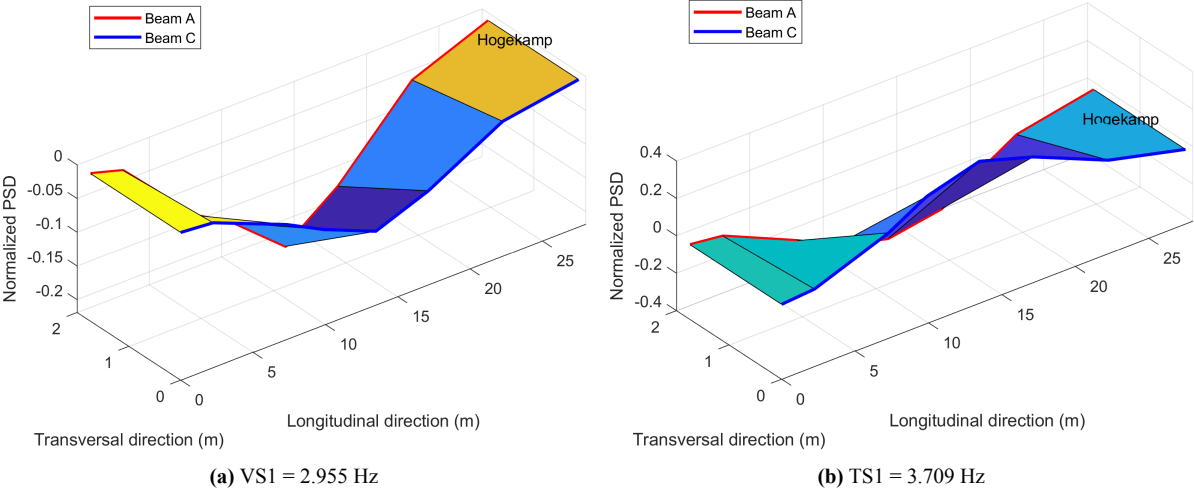 Beam A
Beam C
Hogekamp
0
-0.05
-0.1
-0.15
-0.2
Normalized PSD
2
1
0
Transversal direction (m)
0
5
10
15
20
25
Longitudinal direction (m)
(a) VS1 = 2.955 Hz
Beam A
Beam C
Hogekamp
0.4
0.2
0
-0.2
-0.4
Normalized PSD
2
1
0
Transversal direction (m)
0
5
10
15
20
25
Longitudinal direction (m)
(b) TS1 = 3.709 Hz